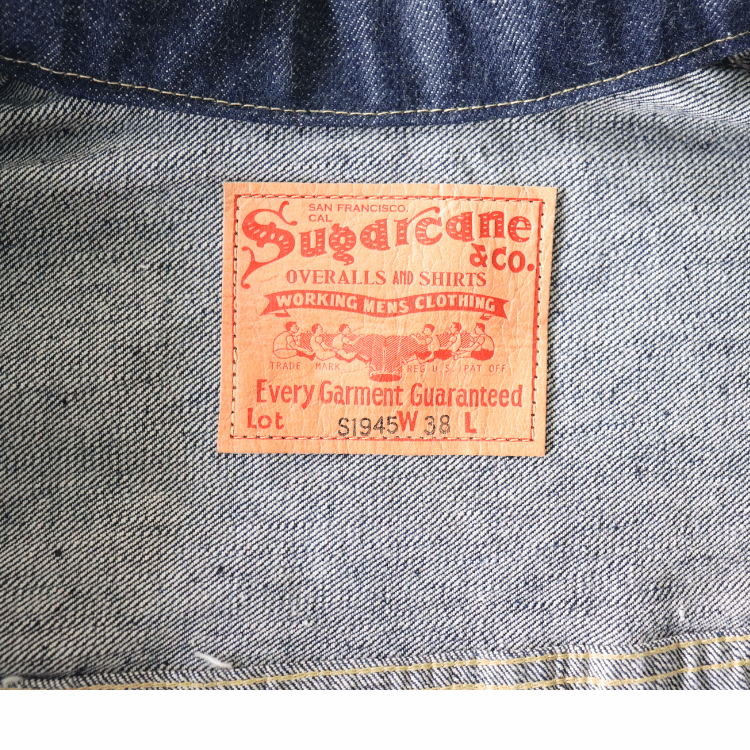 SAN FRANCISCO.
CAL
Sugarcane
& CO.
OVERALLS AND SHIRTS
WORKING MENS CLOTHING
TRADE MARK REG U.S. PAT OFF
Every Garment Guaranteed
Lot S1945 W 38 L